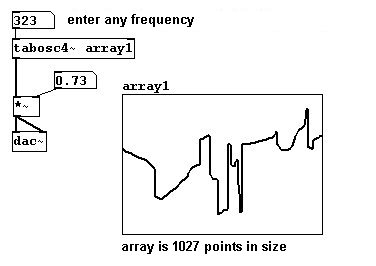 323 enter any frequency
tabosc4~ array1
0.73
*~
dac~
array1
array is 1027 points in size